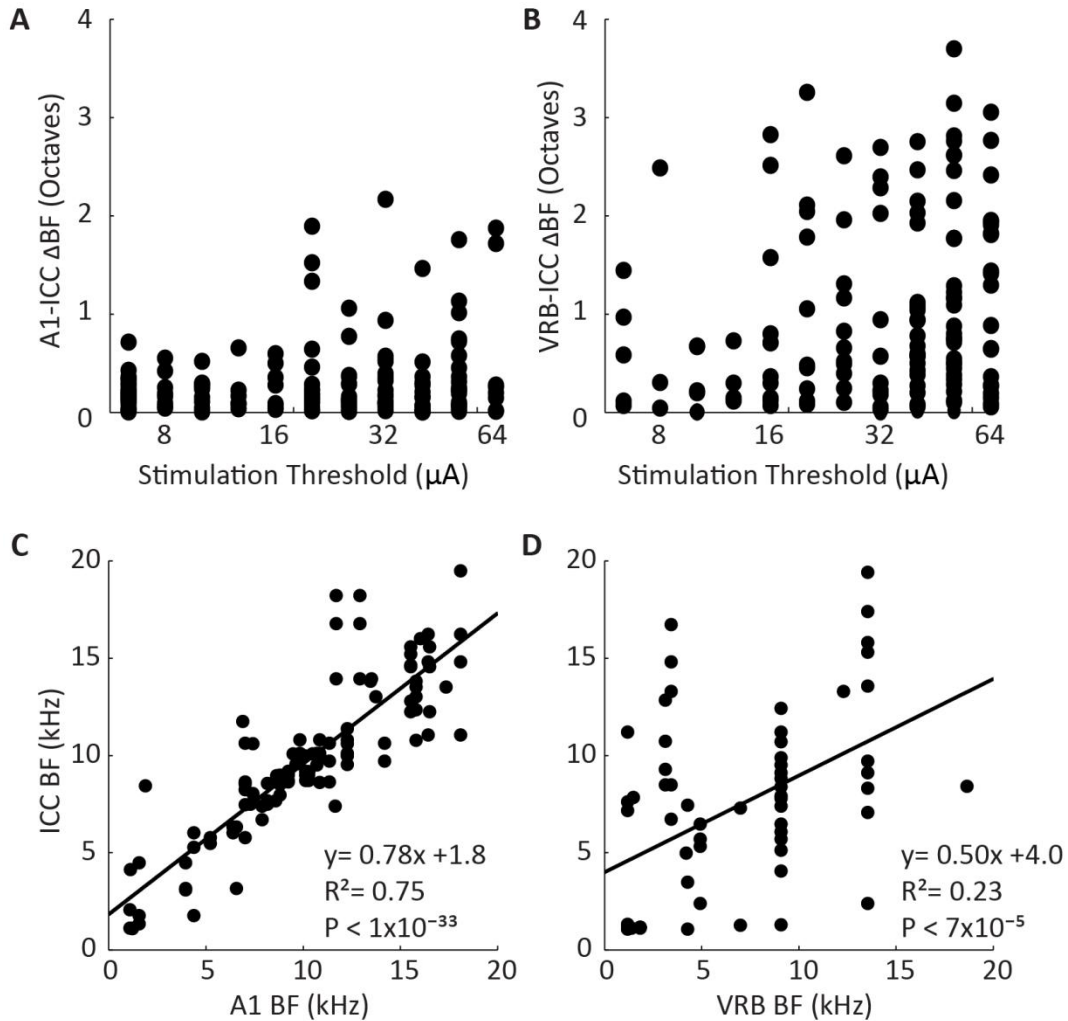 A
B
4
3
2
1
0
A1-ICC ΔBF (Octaves)
8 16 32 64
Stimulation Threshold (μA)
4
3
2
1
0
VRB-ICC ΔBF (Octaves)
8 16 32 64
Stimulation Threshold (μA)
C
D
20
15
10
5
0
ICC BF (kHz)
y= 0.78x +1.8
R²= 0.75
P < 1x10⁻³³
0 5 10 15 20
A1 BF (kHz)
20
15
10
5
0
y= 0.50x +4.0
R²= 0.23
P < 7x10⁻⁵
0 5 10 15 20
VRB BF (kHz)